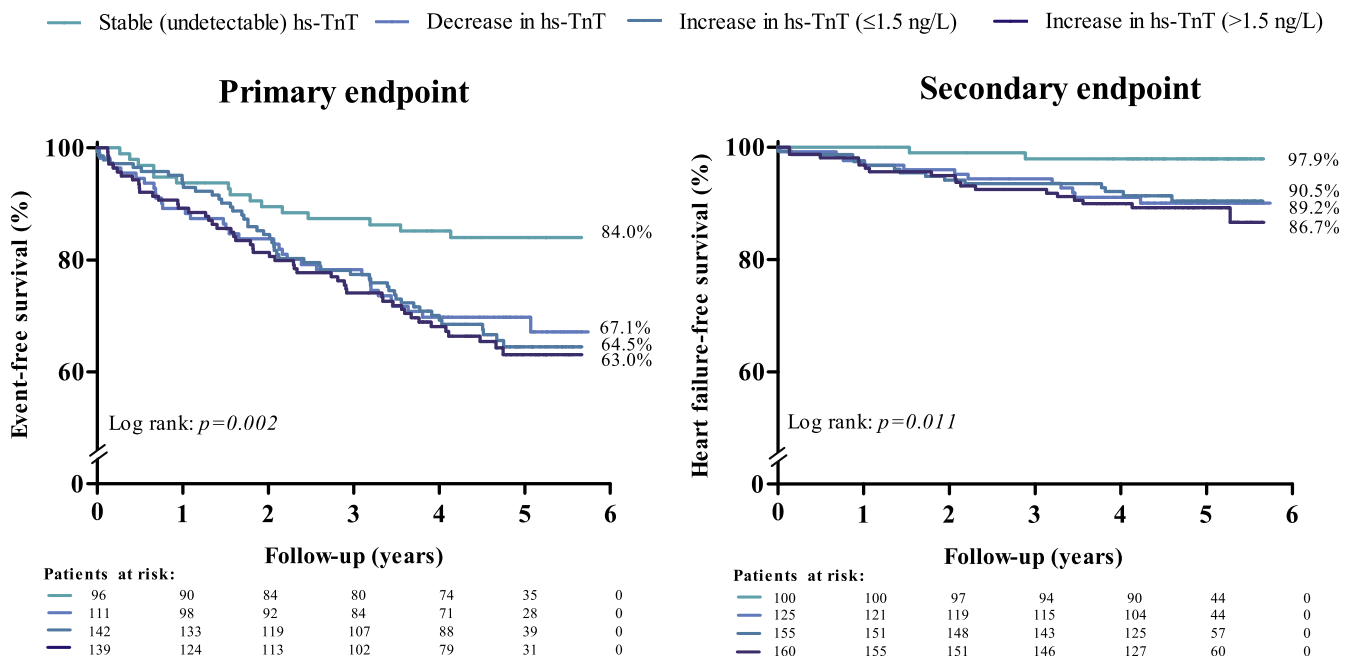 Stable (undetectable) hs-TnT Decrease in hs-TnT Increase in hs-TnT (≤1.5 ng/L) Increase in hs-TnT (>1.5 ng/L)
Primary endpoint
Event-free survival (%)
100
80
60
0
84.0%
67.1%
64.5%
63.0%
Log rank: p=0.002
0 1 2 3 4 5 6
Follow-up (years)
Patients at risk:
96 90 84 80 74 35 0
111 98 92 84 71 28 0
142 133 119 107 88 39 0
139 124 113 102 79 31 0
Secondary endpoint
Heart failure-free survival (%)
100
80
60
0
97.9%
90.5%
89.2%
86.7%
Log rank: p=0.011
0 1 2 3 4 5 6
Follow-up (years)
Patients at risk:
100 100 97 94 90 44 0
125 121 119 115 104 44 0
155 151 148 143 125 57 0
160 155 151 146 127 60 0